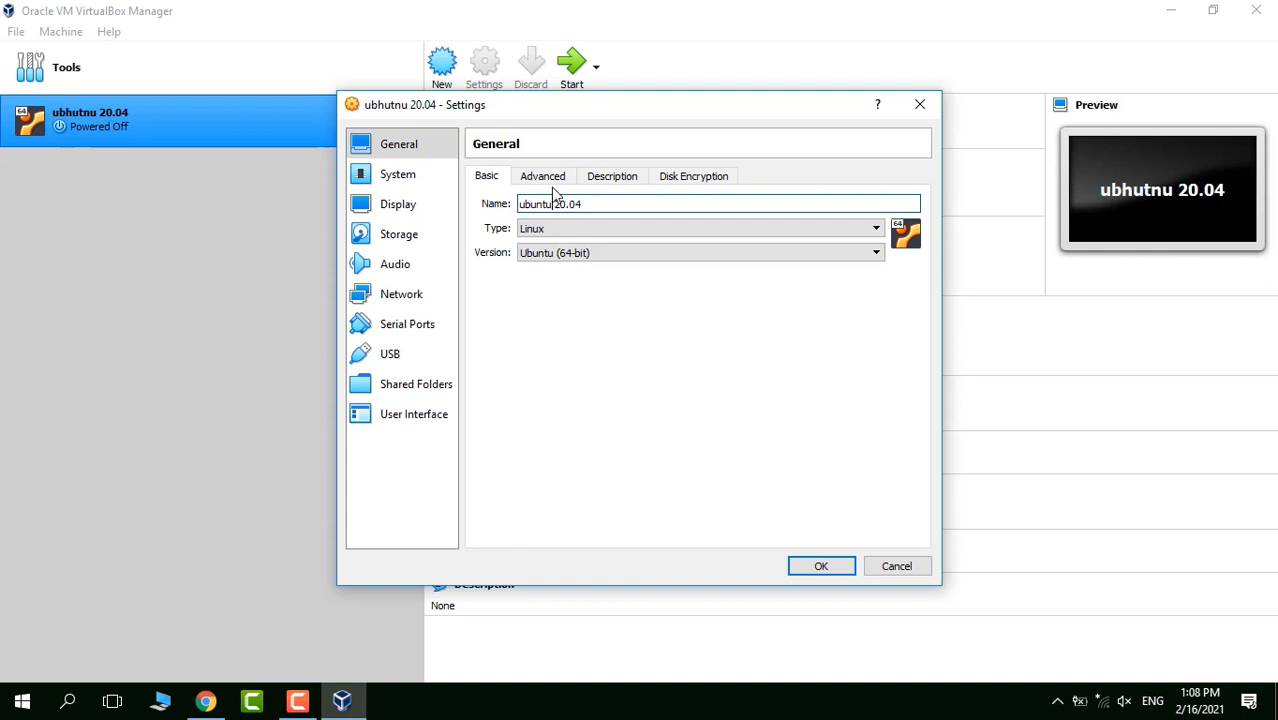 Oracle VM VirtualBox Manager
File Machine Help
Tools
New Settings Discard Start
64
ubhutnu 20.04
Powered Off
ubhutnu 20.04 - Settings
?
General
System
Display
Storage
Audio
Network
Serial Ports
USB
Shared Folders
User Interface
General
Basic Advanced Description Disk Encryption
Name: ubuntu 20.04
Type: Linux
64
Version: Ubuntu (64-bit)
OK Cancel
Preview
ubhutnu 20.04
Description
None
ENG
1:08 PM
2/16/2021